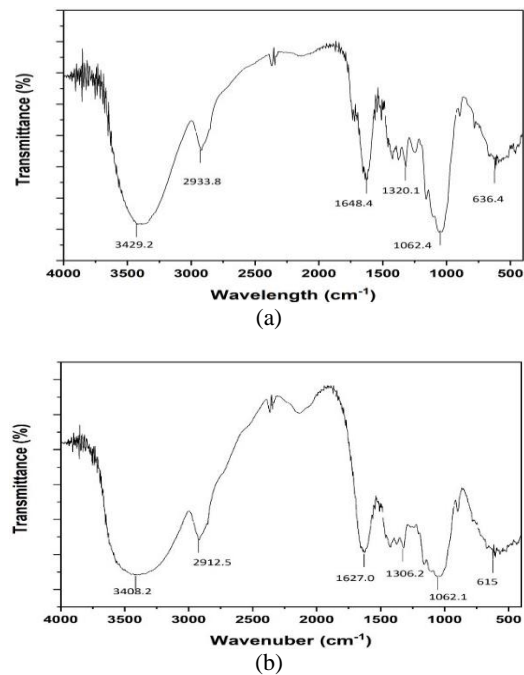 Transmittance (%)
3429.2
2933.8
1648.4
1320.1
1062.4
636.4
4000 3500 3000 2500 2000 1500 1000 500
Wavelength (cm-1)
(a)
Transmittance (%)
3408.2
2912.5
1627.0
1306.2
1062.1
615
4000 3500 3000 2500 2000 1500 1000 500
Wavenuber (cm-1)
(b)